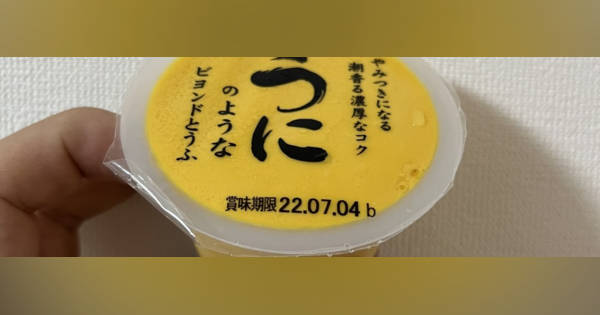 やみつきになる
潮香る濃厚なコク
うに
のような
ビヨンドとうふ
賞味期限 22.07.04 b